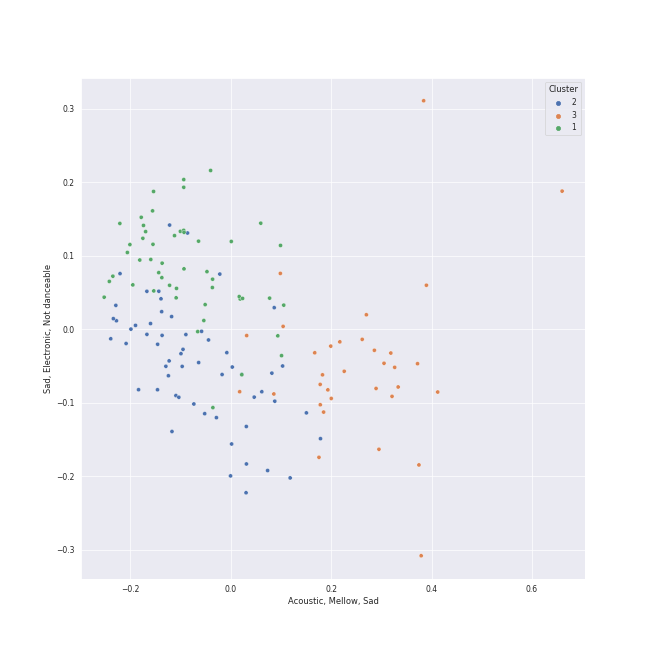 Cluster
2
3
1
0.3
0.2
0.1
0.0
−0.1
−0.2
−0.3
Sad, Electronic, Not danceable
−0.2 0.0 0.2 0.4 0.6
Acoustic, Mellow, Sad